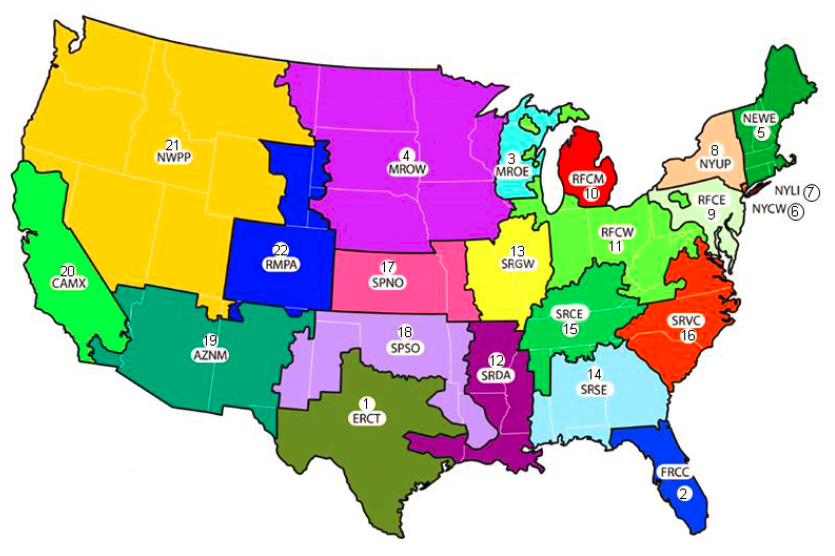 21
NWPP
4
MROW
3
MROE
RFCM
10
8
NYUP
NEWE
5
NYLI 7
NYCW 6
RFCE
9
RFCW
11
13
SRGW
22
RMPA
17
SPNO
20
CAMX
19
AZNM
18
SPSO
12
SRDA
SRCE
15
SRVC
16
14
SRSE
1
ERCT
FRCC
2